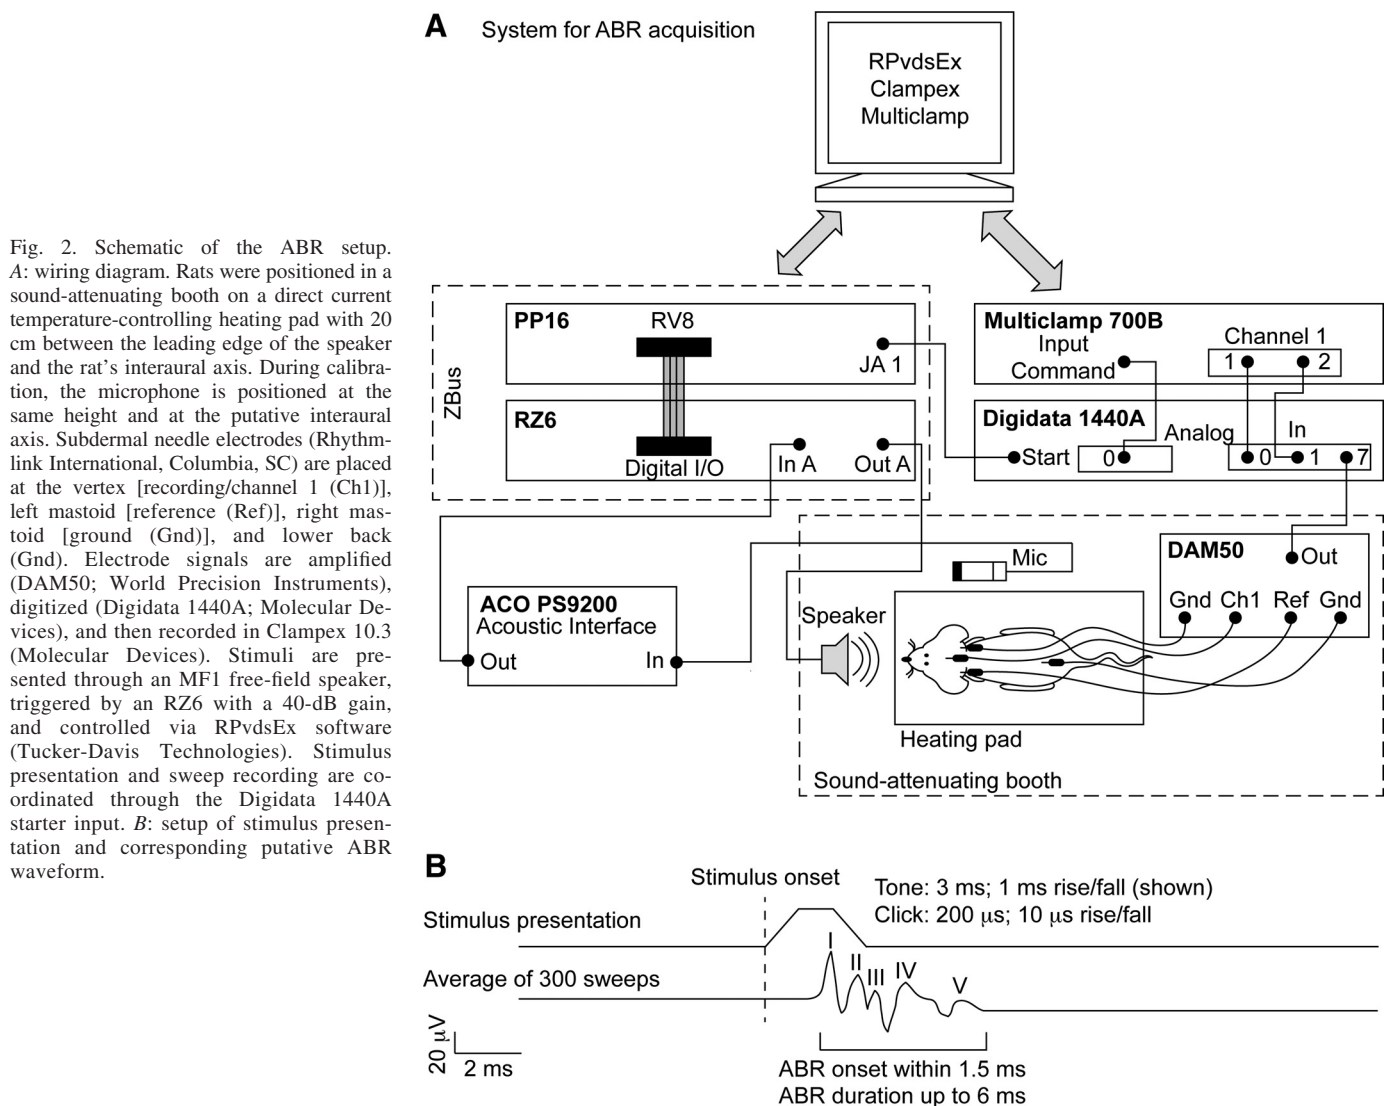 Fig. 2. Schematic of the ABR setup.
A: wiring diagram. Rats were positioned in a
sound-attenuating booth on a direct current
temperature-controlling heating pad with 20
cm between the leading edge of the speaker
and the rat's interaural axis. During calibra-
tion, the microphone is positioned at the
same height and at the putative interaural
axis. Subdermal needle electrodes (Rhythm-
link International, Columbia, SC) are placed
at the vertex [recording/channel 1 (Ch1)],
left mastoid [reference (Ref)], right mas-
toid [ground (Gnd)], and lower back
(Gnd). Electrode signals are amplified
(DAM50; World Precision Instruments),
digitized (Digidata 1440A; Molecular De-
vices), and then recorded in Clampex 10.3
(Molecular Devices). Stimuli are pre-
sented through an MF1 free-field speaker,
triggered by an RZ6 with a 40-dB gain,
and controlled via RPvdsEx software
(Tucker-Davis Technologies). Stimulus
presentation and sweep recording are co-
ordinated through the Digidata 1440A
starter input. B: setup of stimulus presen-
tation and corresponding putative ABR
waveform.
A System for ABR acquisition
RPvdsEx
Clampex
Multiclamp
ZBus
PP16
RV8
JA 1
RZ6
Digital I/O
In A
Out A
Multiclamp 700B
Input
Command
Channel 1
1 2
Digidata 1440A
Start
0
Analog In
0 1 7
ACO PS9200
Acoustic Interface
Out
In
Mic
Speaker
DAM50
Out
Gnd Ch1 Ref Gnd
Heating pad
Sound-attenuating booth
B
Stimulus onset
Tone: 3 ms; 1 ms rise/fall (shown)
Click: 200 μs; 10 μs rise/fall
Stimulus presentation
I II III IV V
Average of 300 sweeps
20 μV
2 ms
ABR onset within 1.5 ms
ABR duration up to 6 ms